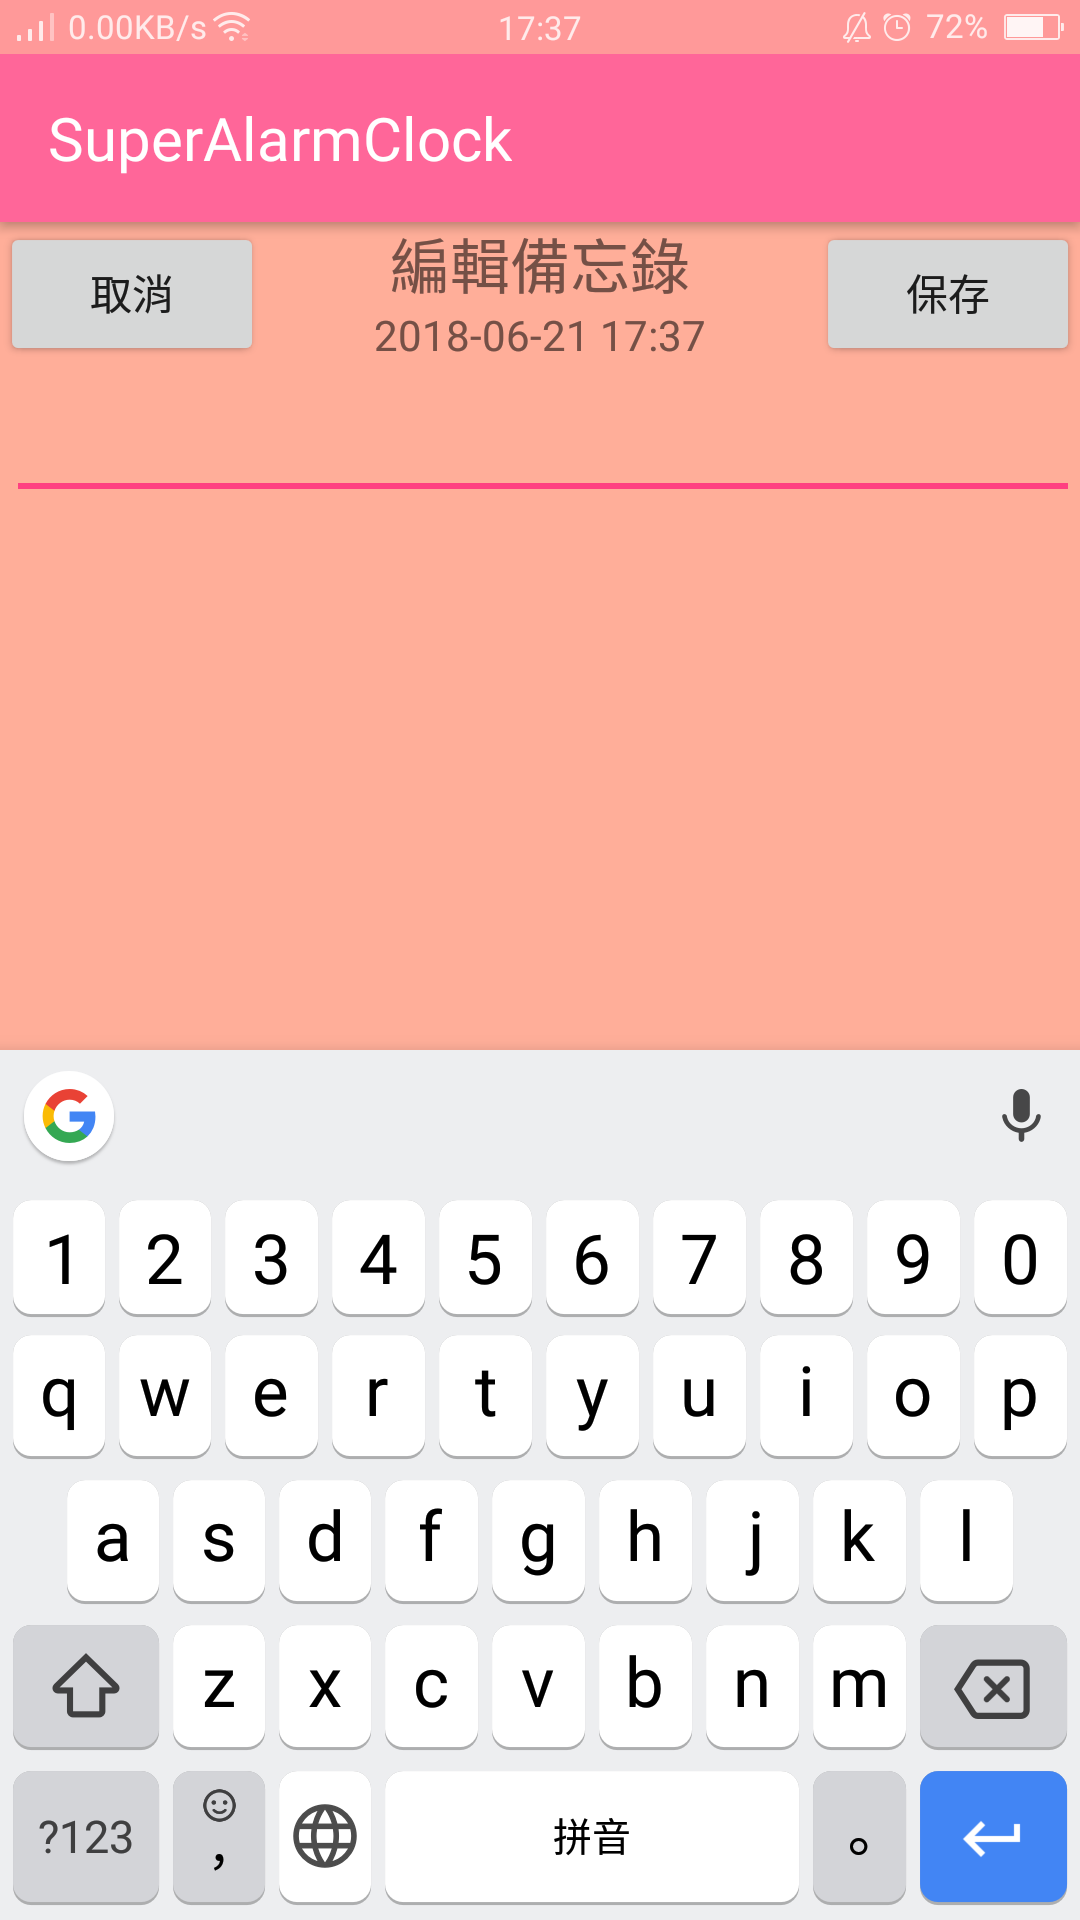 0.00KB/s 17:37 72%
SuperAlarmClock
取消 編輯備忘錄 保存
2018-06-21 17:37
1 2 3 4 5 6 7 8 9 0
q w e r t y u i o p
a s d f g h j k l
z x c v b n m
?123 , 拼音 。